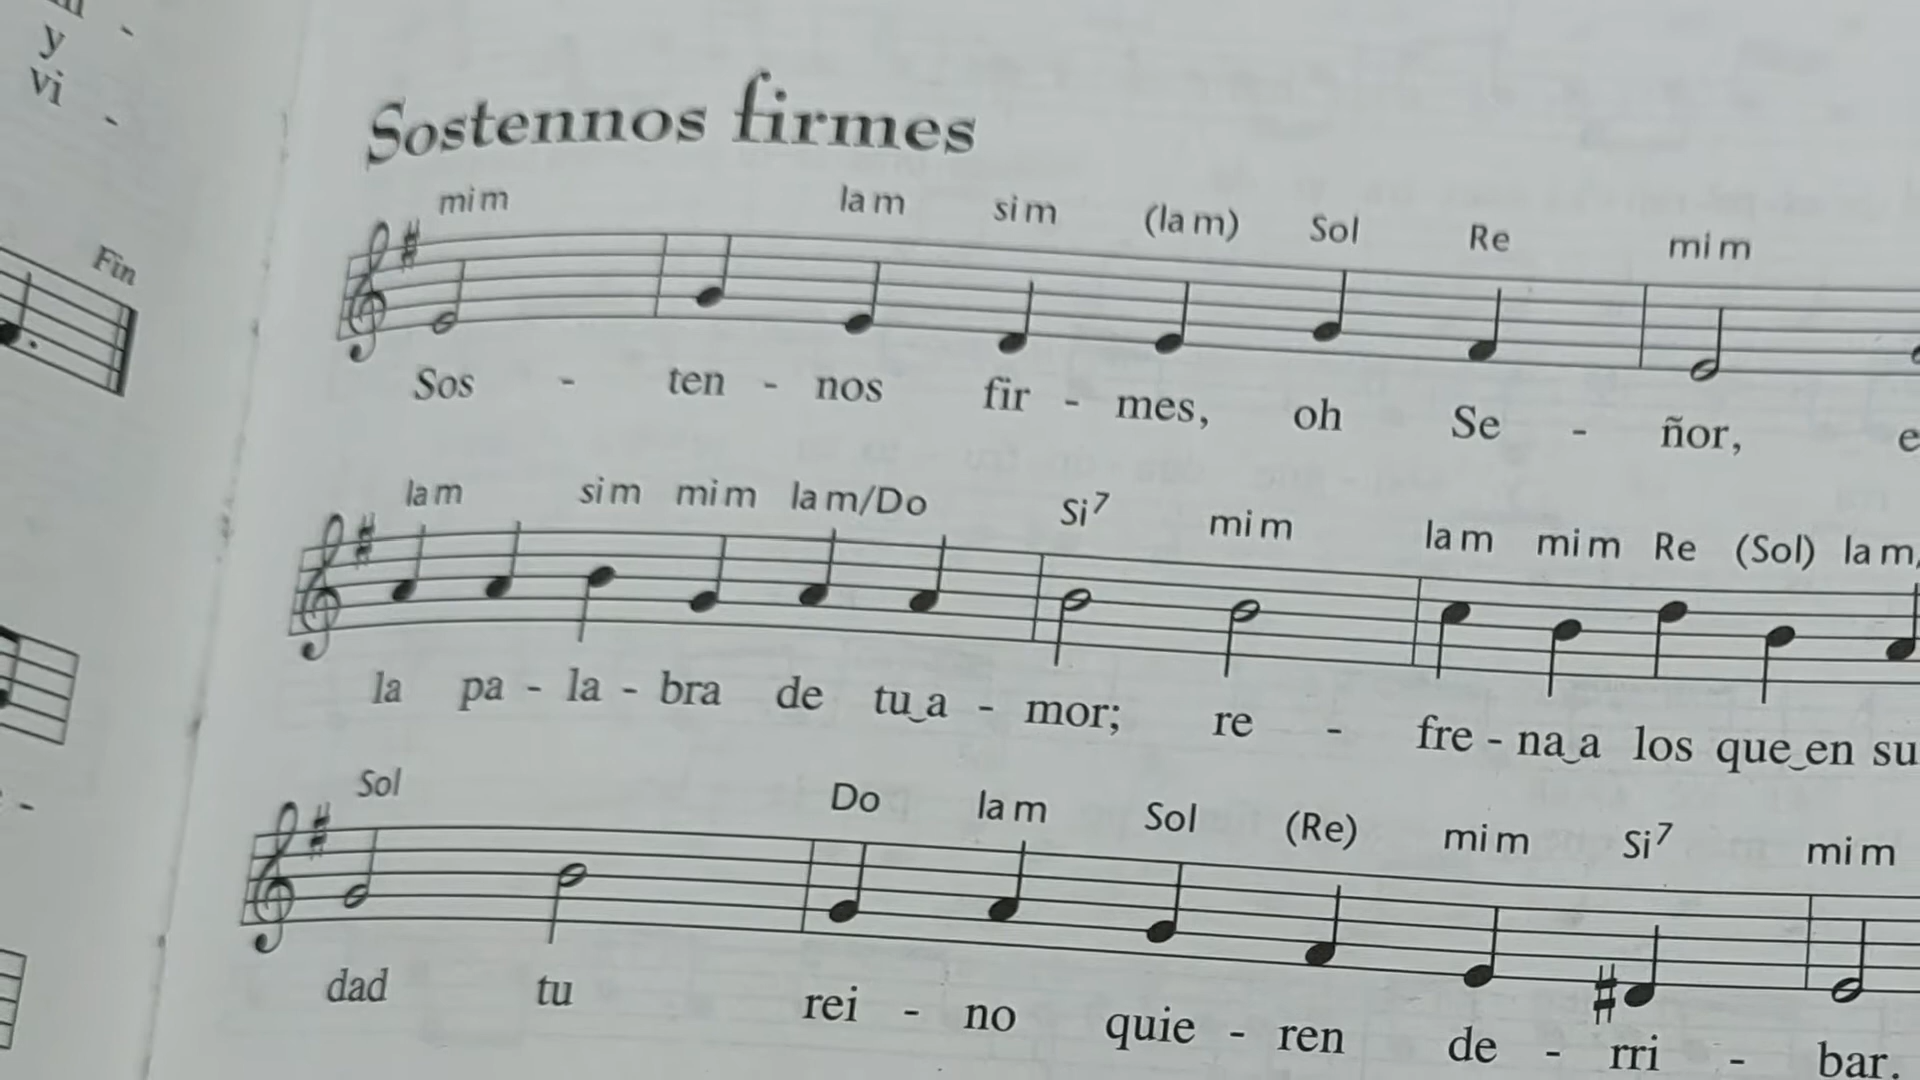 y
vi -
Fin
Sostennos firmes
mim lam sim (lam) Sol Re mim
Sos - ten - nos fir - mes, oh Se - ñor,
lam sim mim lam/Do Si7 mim lam mim Re (Sol) lam
la pa - la - bra de tu‿a - mor; re - fre - na‿a los que‿en su
Sol Do lam Sol (Re) mim Si7 mim
dad tu rei - no quie - ren de - rri - bar.